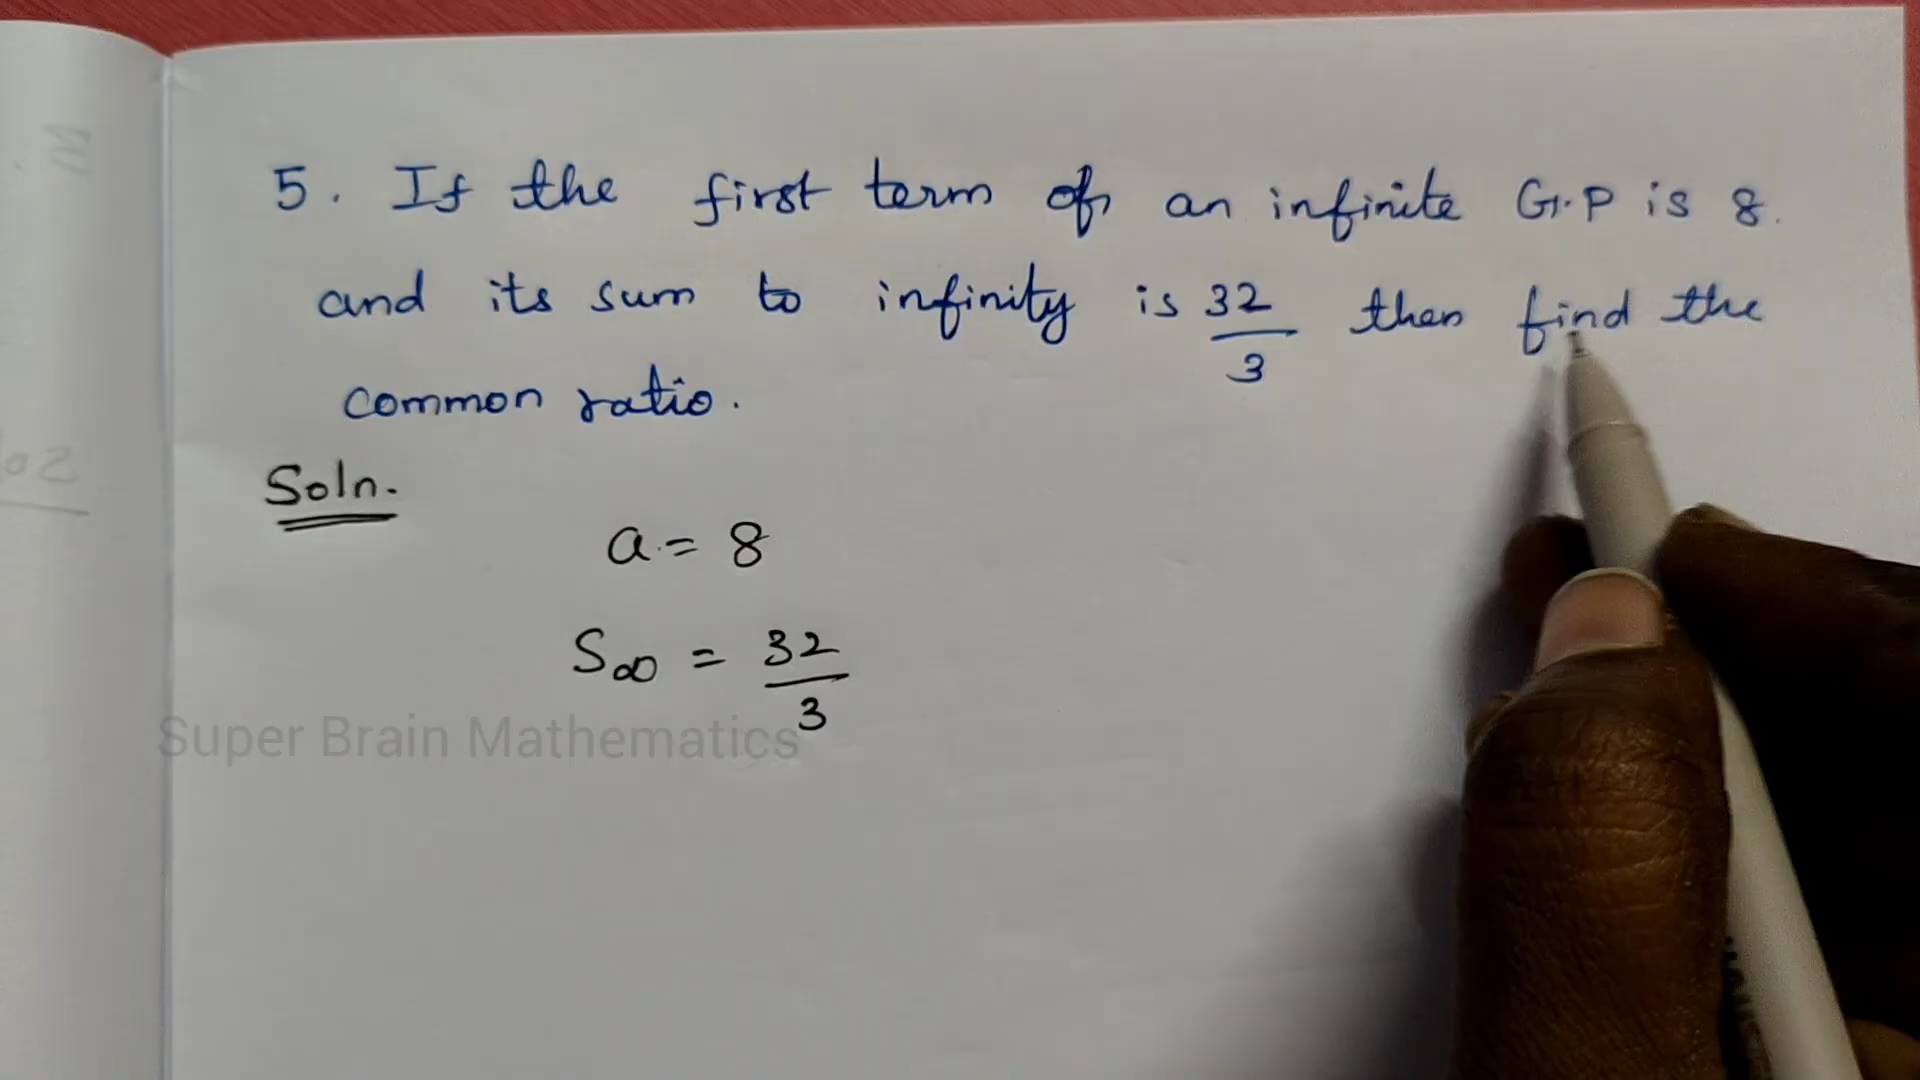 5. If the first term of an infinite G.P is 8.
and its sum to infinity is 32/3 then find the
common ratio.
Soln.
a = 8
S∞ = 32/3
Super Brain Mathematics